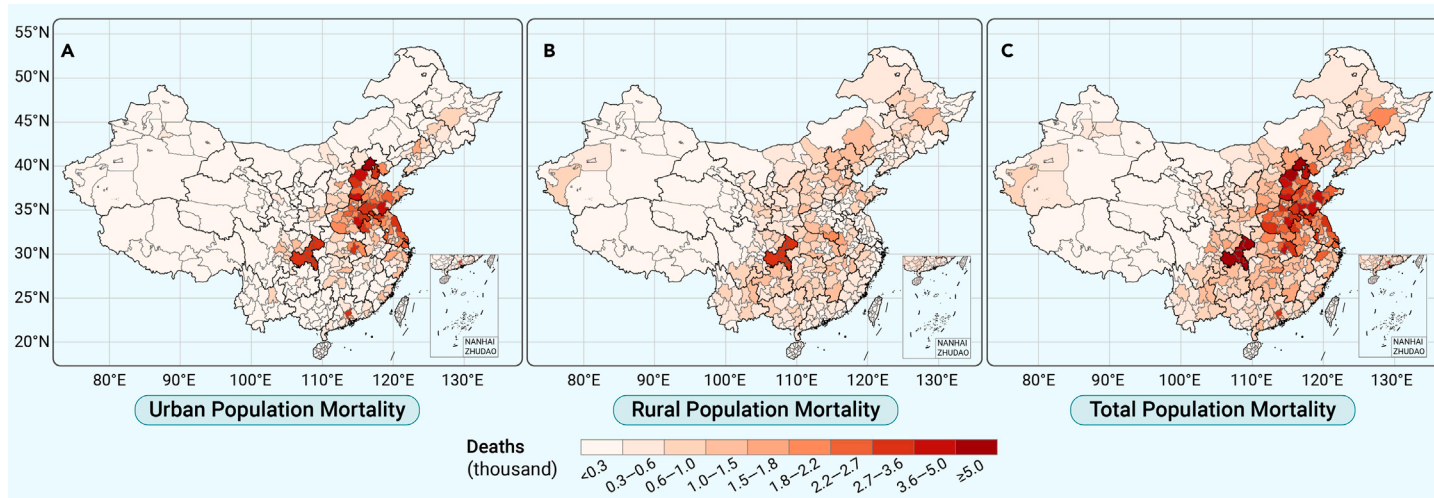 A
B
C
55°N
50°N
45°N
40°N
35°N
30°N
25°N
20°N
NANHAI
ZHUDAO
NANHAI
ZHUDAO
NANHAI
ZHUDAO
80°E 90°E 100°E 110°E 120°E 130°E
80°E 90°E 100°E 110°E 120°E 130°E
80°E 90°E 100°E 110°E 120°E 130°E
Urban Population Mortality
Rural Population Mortality
Total Population Mortality
Deaths
(thousand)
<0.3 0.3–0.6 0.6–1.0 1.0–1.5 1.5–1.8 1.8–2.2 2.2–2.7 2.7–3.6 3.6–5.0 ≥5.0